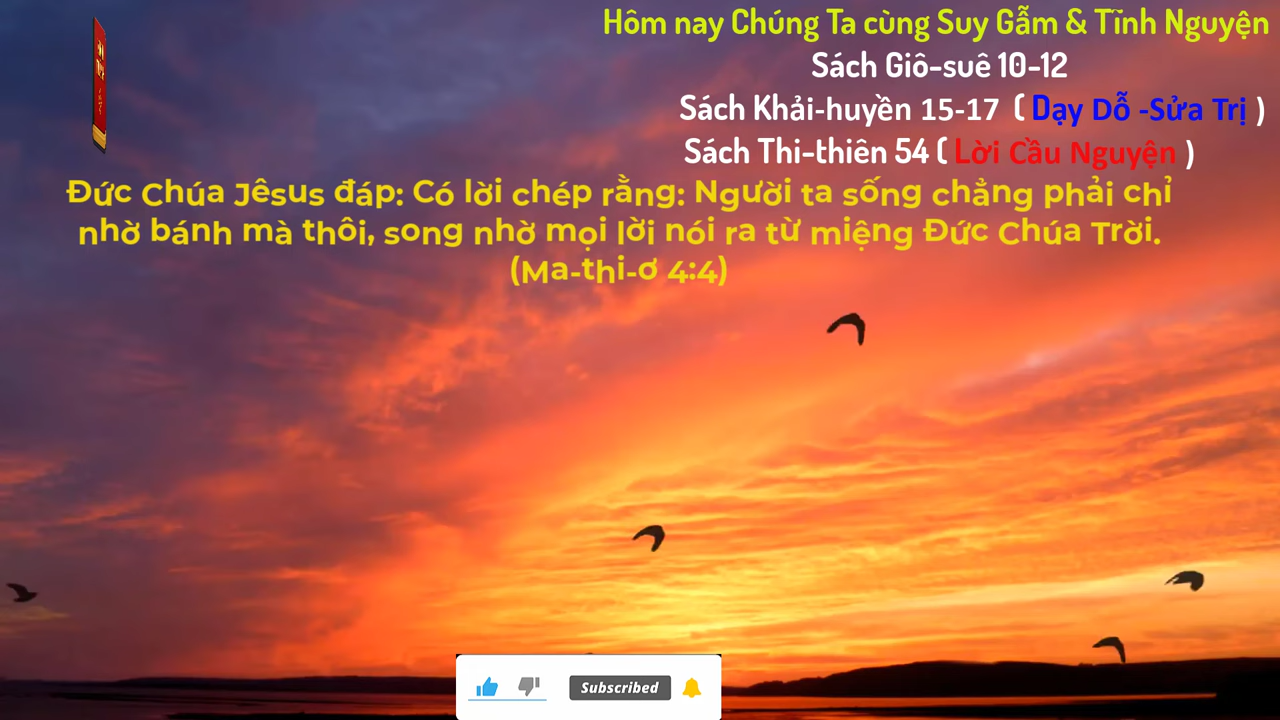 Hôm nay Chúng Ta cùng Suy Gẫm & Tĩnh Nguyện
Sách Giô-suê 10-12
Sách Khải-huyền 15-17 ( Dạy Dỗ -Sửa Trị )
Sách Thi-thiên 54 ( Lời Cầu Nguyện )
Đức Chúa Jêsus đáp: Có lời chép rằng: Người ta sống chẳng phải chỉ
nhờ bánh mà thôi, song nhờ mọi lời nói ra từ miệng Đức Chúa Trời.
(Ma-thi-ơ 4:4)
Subscribed